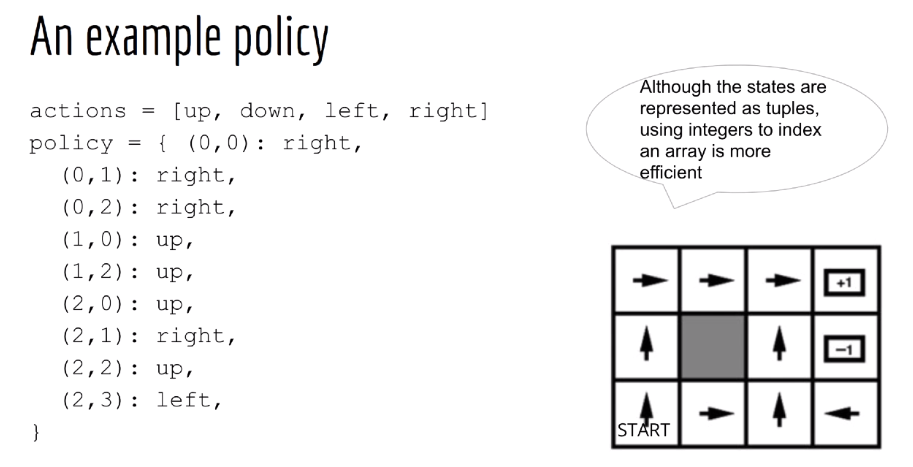 An example policy
actions = [up, down, left, right]
policy = { (0,0): right,
(0,1): right,
(0,2): right,
(1,0): up,
(1,2): up,
(2,0): up,
(2,1): right,
(2,2): up,
(2,3): left,
}
Although the states are
represented as tuples,
using integers to index
an array is more
efficient
+1
−1
START